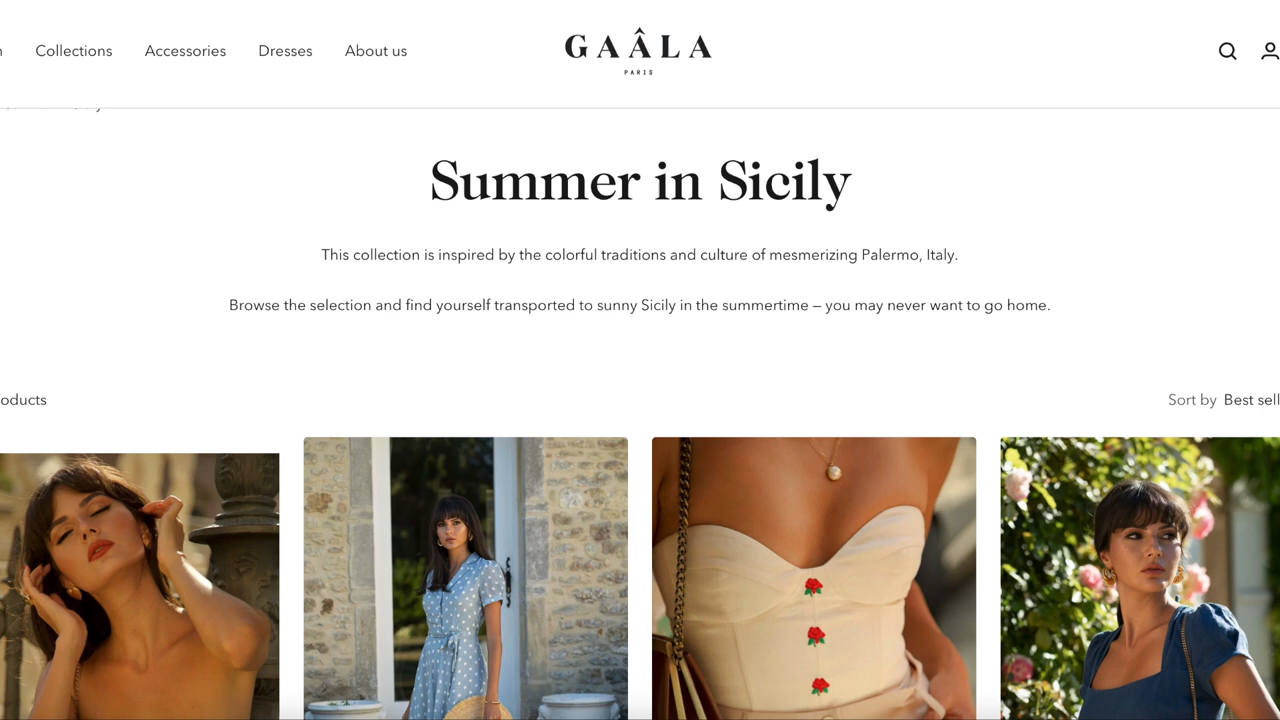 Collections Accessories Dresses About us
GAÂLA
PARIS
Summer in Sicily
This collection is inspired by the colorful traditions and culture of mesmerizing Palermo, Italy.
Browse the selection and find yourself transported to sunny Sicily in the summertime – you may never want to go home.
oducts
Sort by Best sell